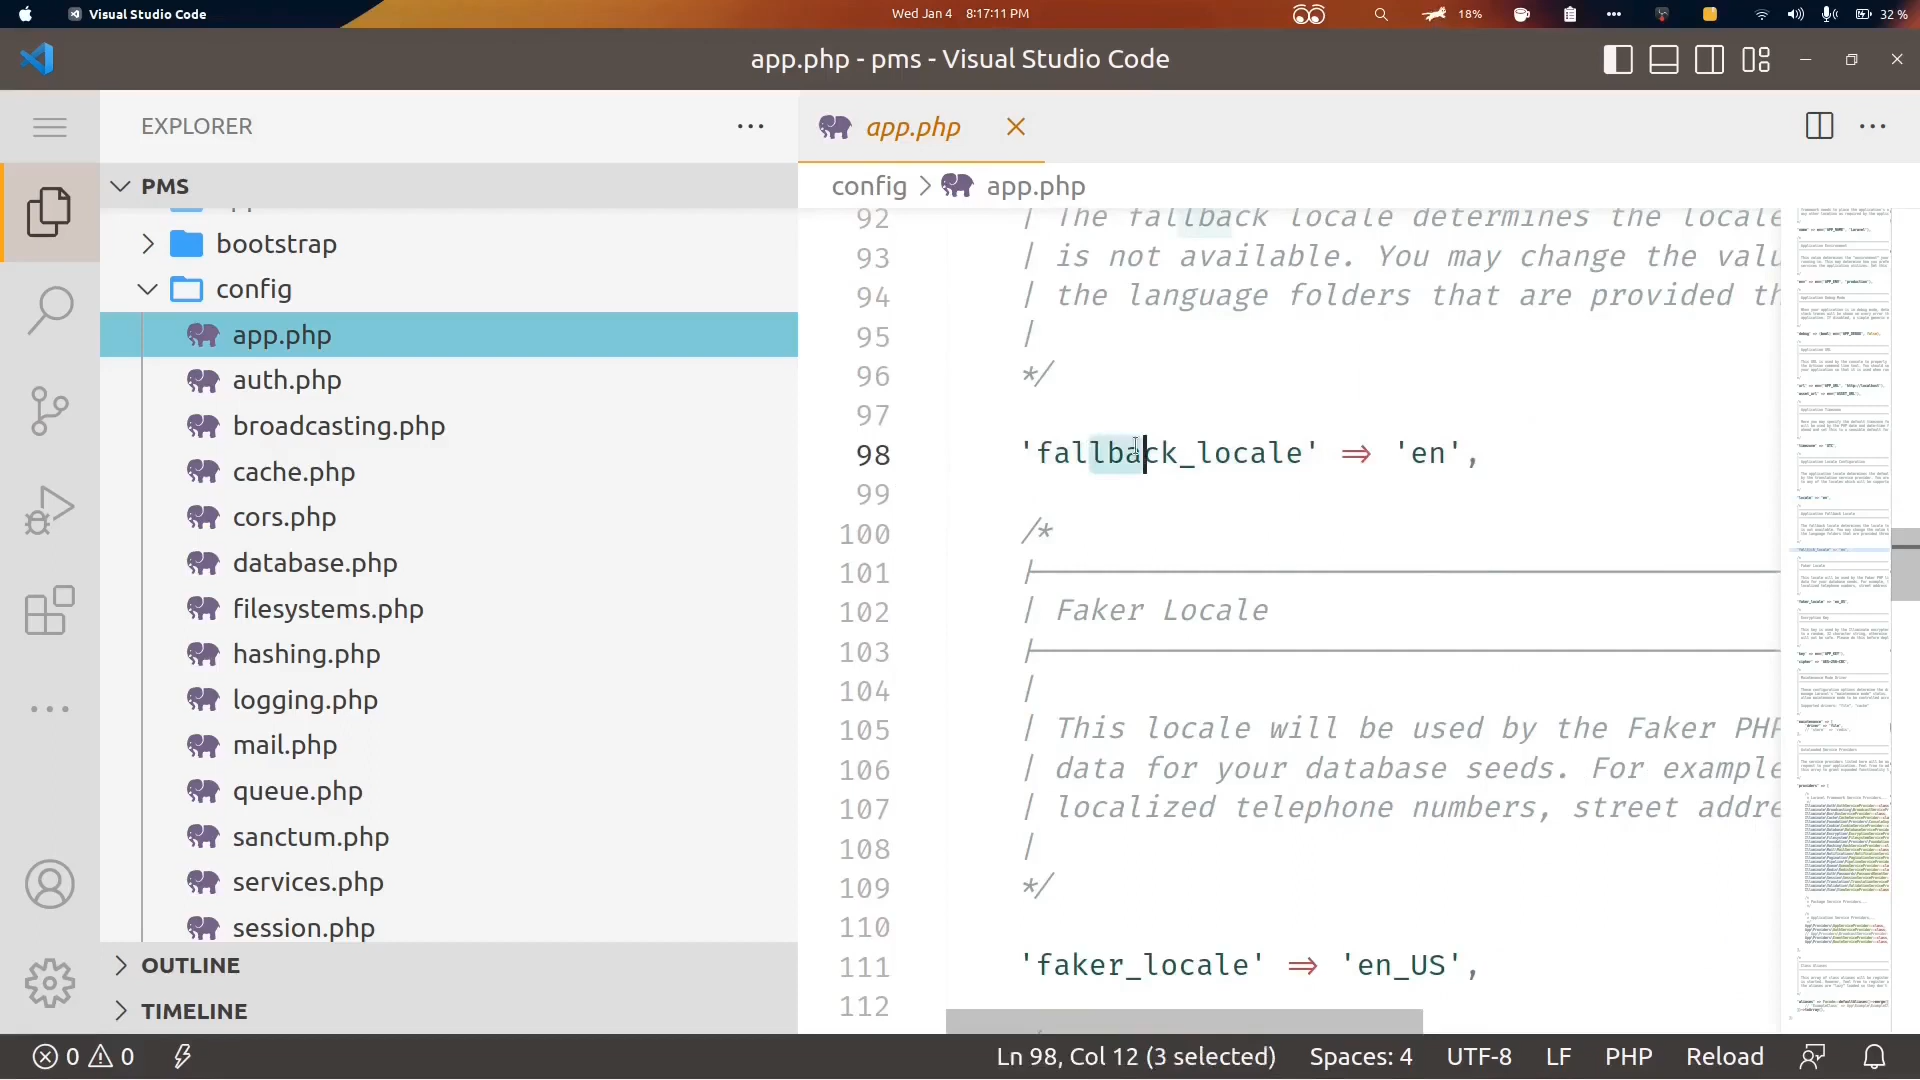 Visual Studio Code
Wed Jan 4 8:17:11 PM
18%
32 %
app.php - pms - Visual Studio Code
EXPLORER
PMS
bootstrap
config
app.php
auth.php
broadcasting.php
cache.php
cors.php
database.php
filesystems.php
hashing.php
logging.php
mail.php
queue.php
sanctum.php
services.php
session.php
OUTLINE
TIMELINE
app.php
config > app.php
92 | The fallback locale determines the locale
93 | is not available. You may change the valu
94 | the language folders that are provided th
95 |
96 */
97
98 'fallback_locale' => 'en',
99
100 /*
101 |
102 | Faker Locale
103 |
104 |
105 | This locale will be used by the Faker PHP
106 | data for your database seeds. For example
107 | localized telephone numbers, street addre
108 |
109 */
110
111 'faker_locale' => 'en_US',
112
0 0
Ln 98, Col 12 (3 selected)
Spaces: 4
UTF-8
LF
PHP
Reload